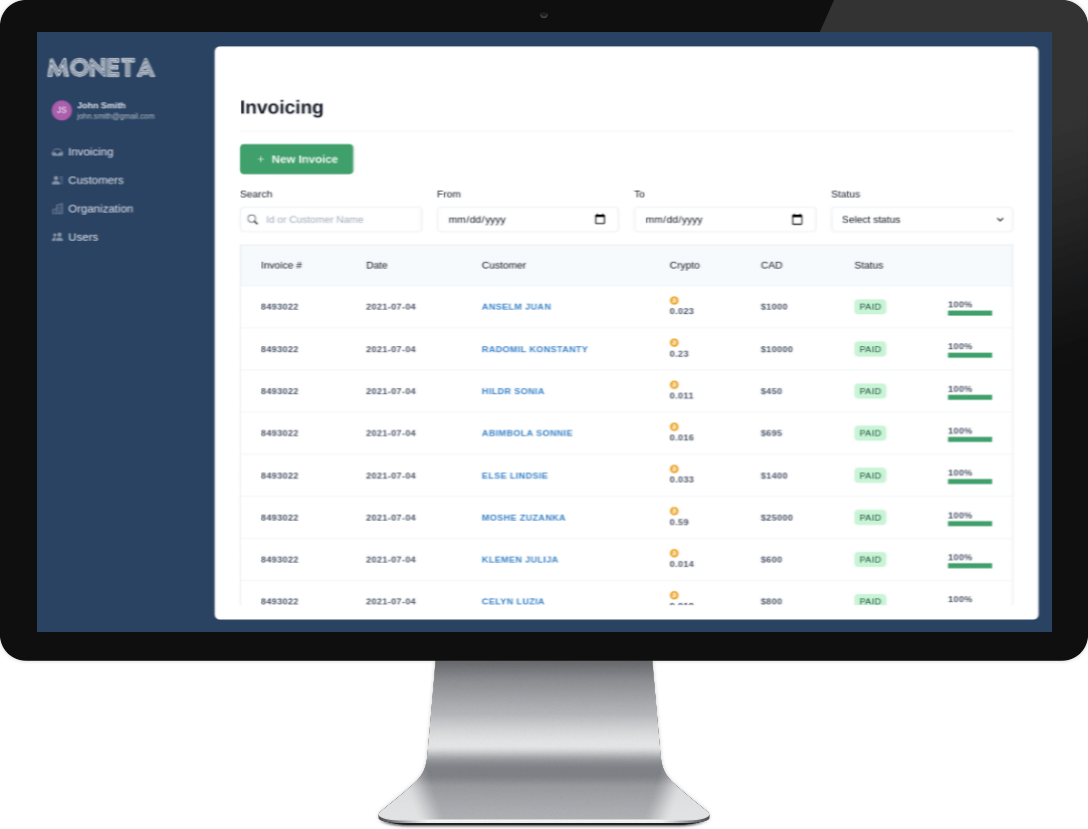 MONETA
JS
John Smith
john.smith@gmail.com
Invoicing
Customers
Organization
Users
Invoicing
+ New Invoice
Search From To Status
Id or Customer Name mm/dd/yyyy mm/dd/yyyy Select status
Invoice # Date Customer Crypto CAD Status
8493022 2021-07-04 ANSELM JUAN 0.023 $1000 PAID 100%
8493022 2021-07-04 RADOMIL KONSTANTY 0.23 $10000 PAID 100%
8493022 2021-07-04 HILDR SONIA 0.011 $450 PAID 100%
8493022 2021-07-04 ABIMBOLA SONNIE 0.016 $695 PAID 100%
8493022 2021-07-04 ELSE LINDSIE 0.033 $1400 PAID 100%
8493022 2021-07-04 MOSHE ZUZANKA 0.59 $25000 PAID 100%
8493022 2021-07-04 KLEMEN JULIJA 0.014 $600 PAID 100%
8493022 2021-07-04 CELYN LUZIA $800 PAID 100%